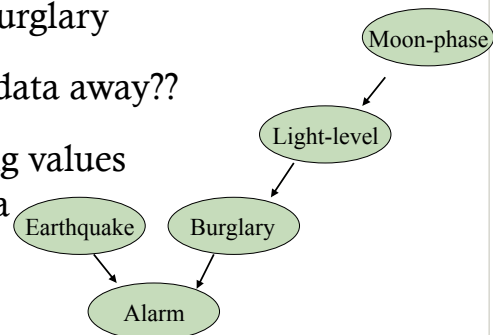 urglary
Moon-phase
data away??
Light-level
g values
a
Earthquake
Burglary
Alarm